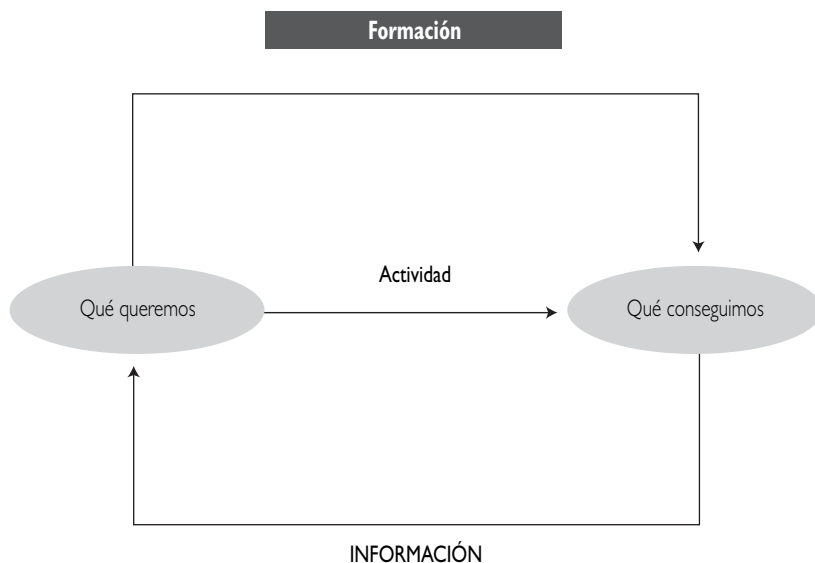 Formación
Actividad
Qué queremos
Qué conseguimos
INFORMACIÓN